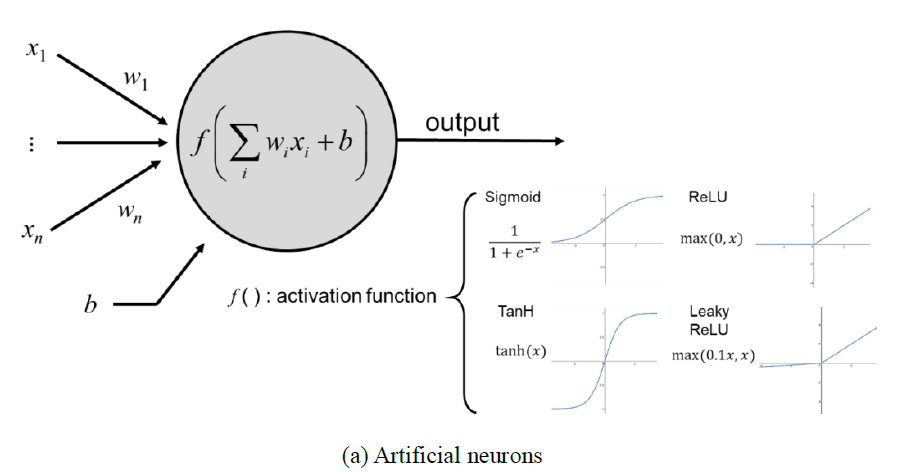 x₁
w₁
⋮
xₙ
wₙ
b
f(∑ᵢ wᵢxᵢ + b)
output
f( ) : activation function
Sigmoid
1/(1 + e⁻ˣ)
ReLU
max(0, x)
TanH
tanh(x)
Leaky
ReLU
max(0.1x, x)
(a) Artificial neurons